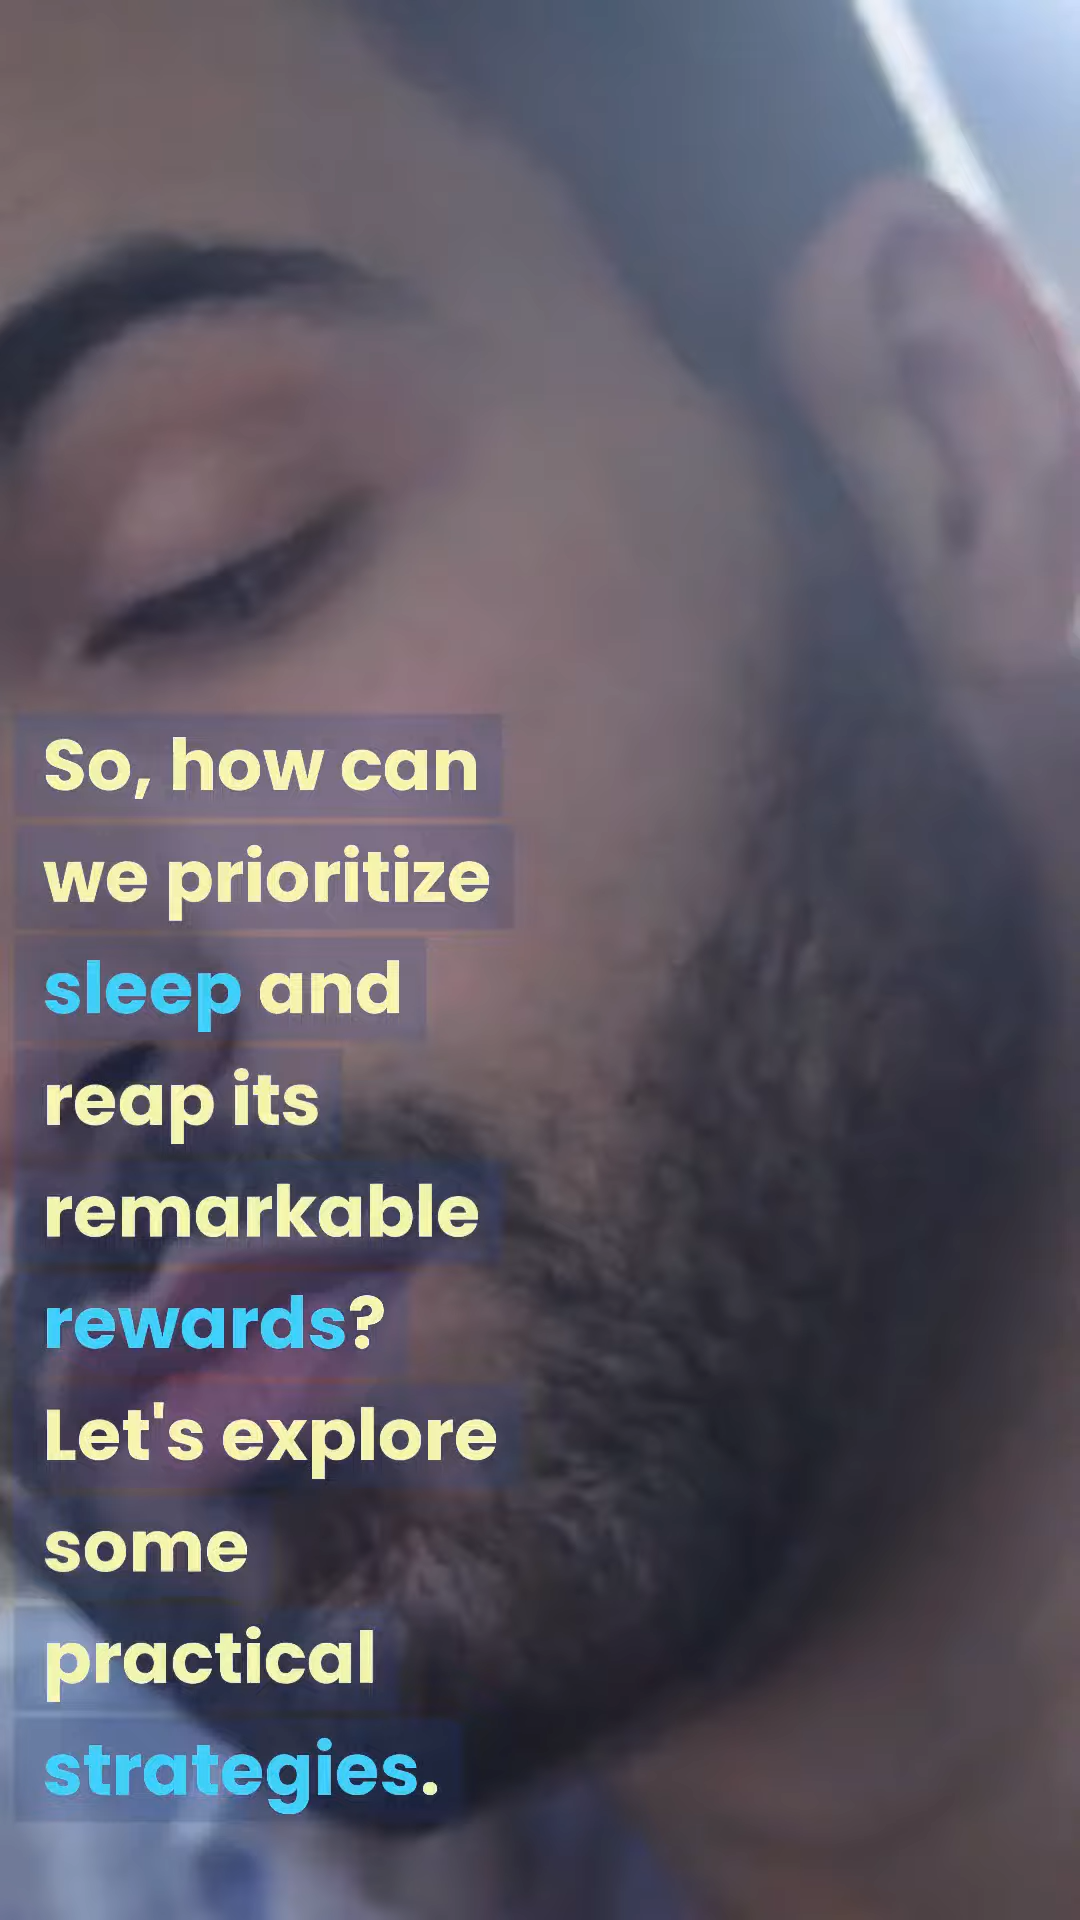 So, how can
we prioritize
sleep and
reap its
remarkable
rewards?
Let's explore
some
practical
strategies.